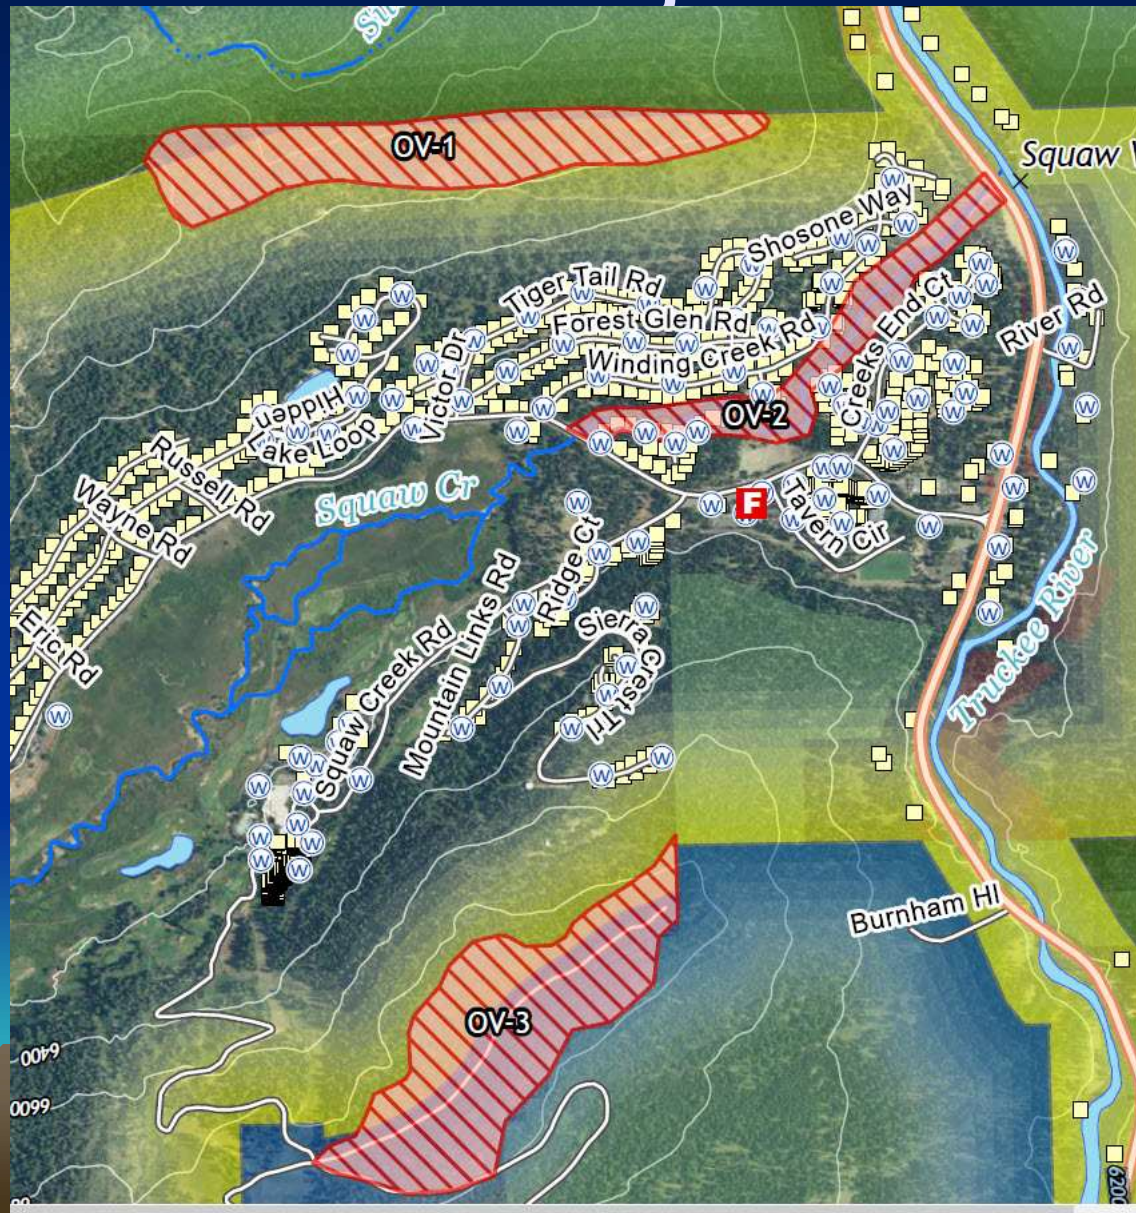 OV-1
Squaw V
Shosone Way
Tiger Tail Rd
Forest Glen Rd
Winding Creek Rd
Creeks End Ct
River Rd
Victor Dr
Hidden
Lake Loop
OV-2
Russell Rd
Wayne Rd
Squaw Cr
F
Tavern Cir
Ridge Ct
Eric Rd
Mountain Links Rd
Squaw Creek Rd
Sierra Crest Trl
Truckee River
Burnham Hl
OV-3
6400
6600
6200